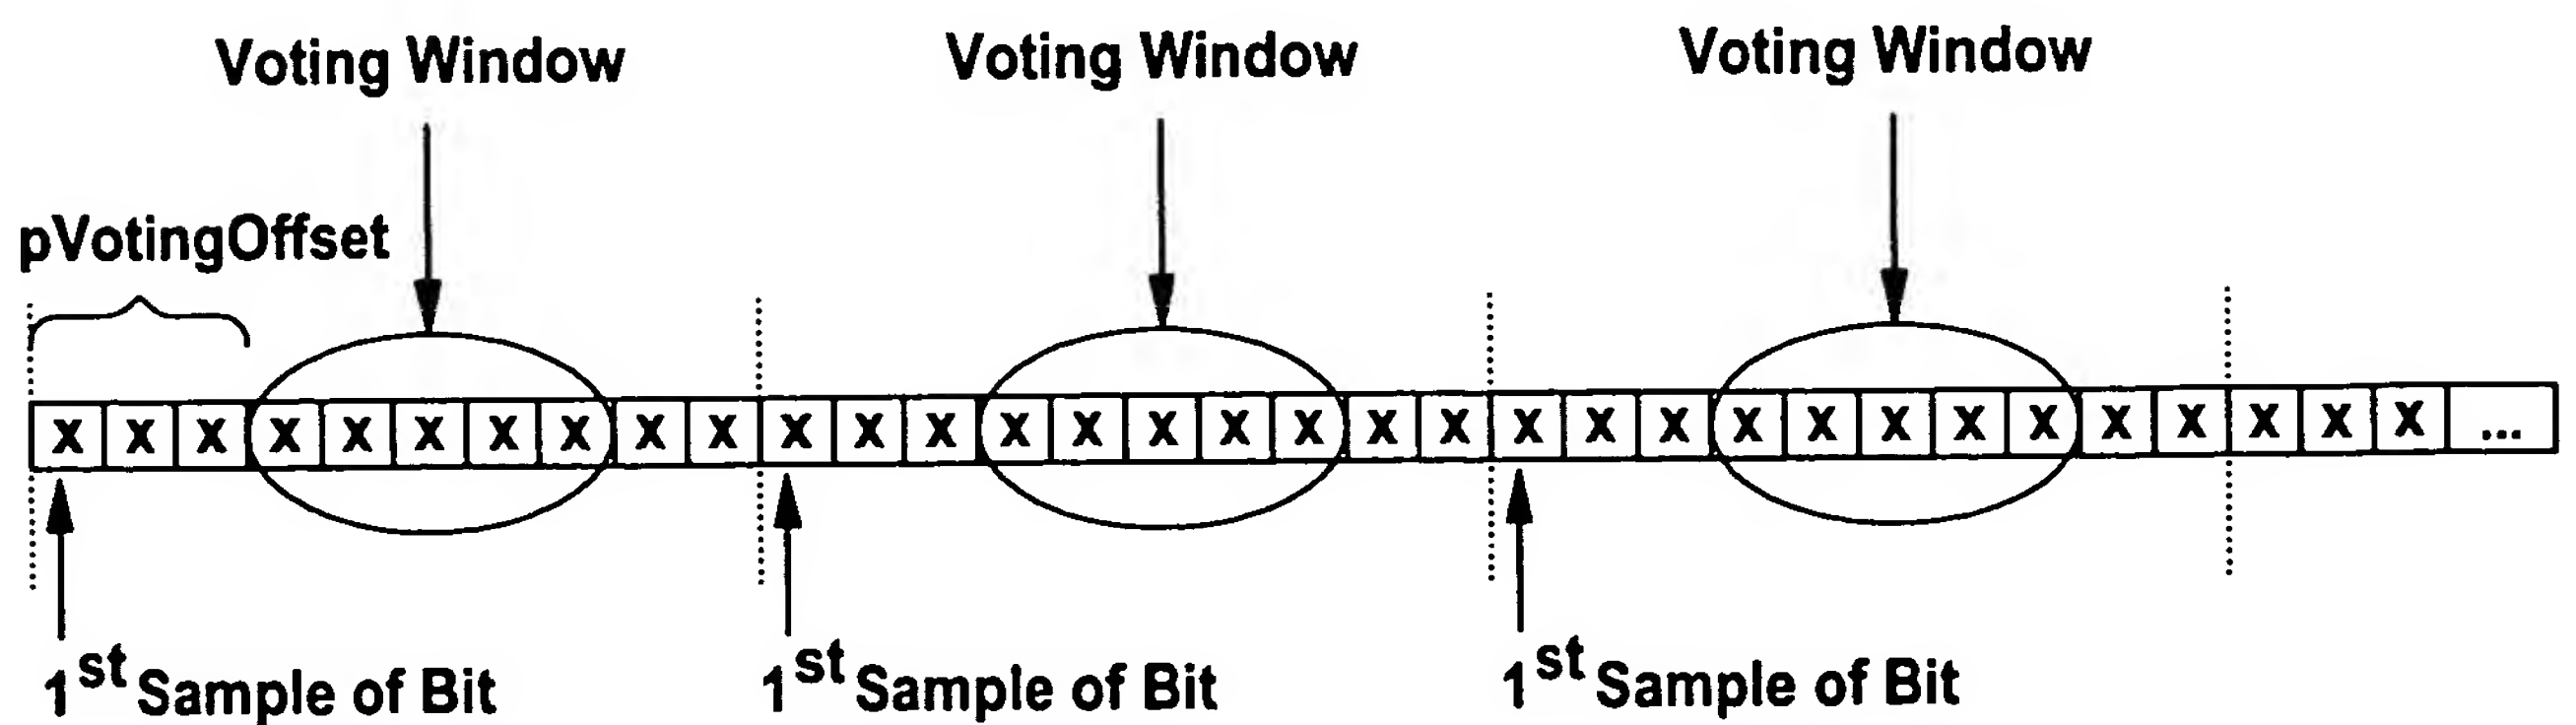 Voting Window Voting Window Voting Window
pVotingOffset
X X X X X X X X X X X X X X X X X X X X X X X X X X X X X X X X X ...
1st Sample of Bit 1st Sample of Bit 1st Sample of Bit